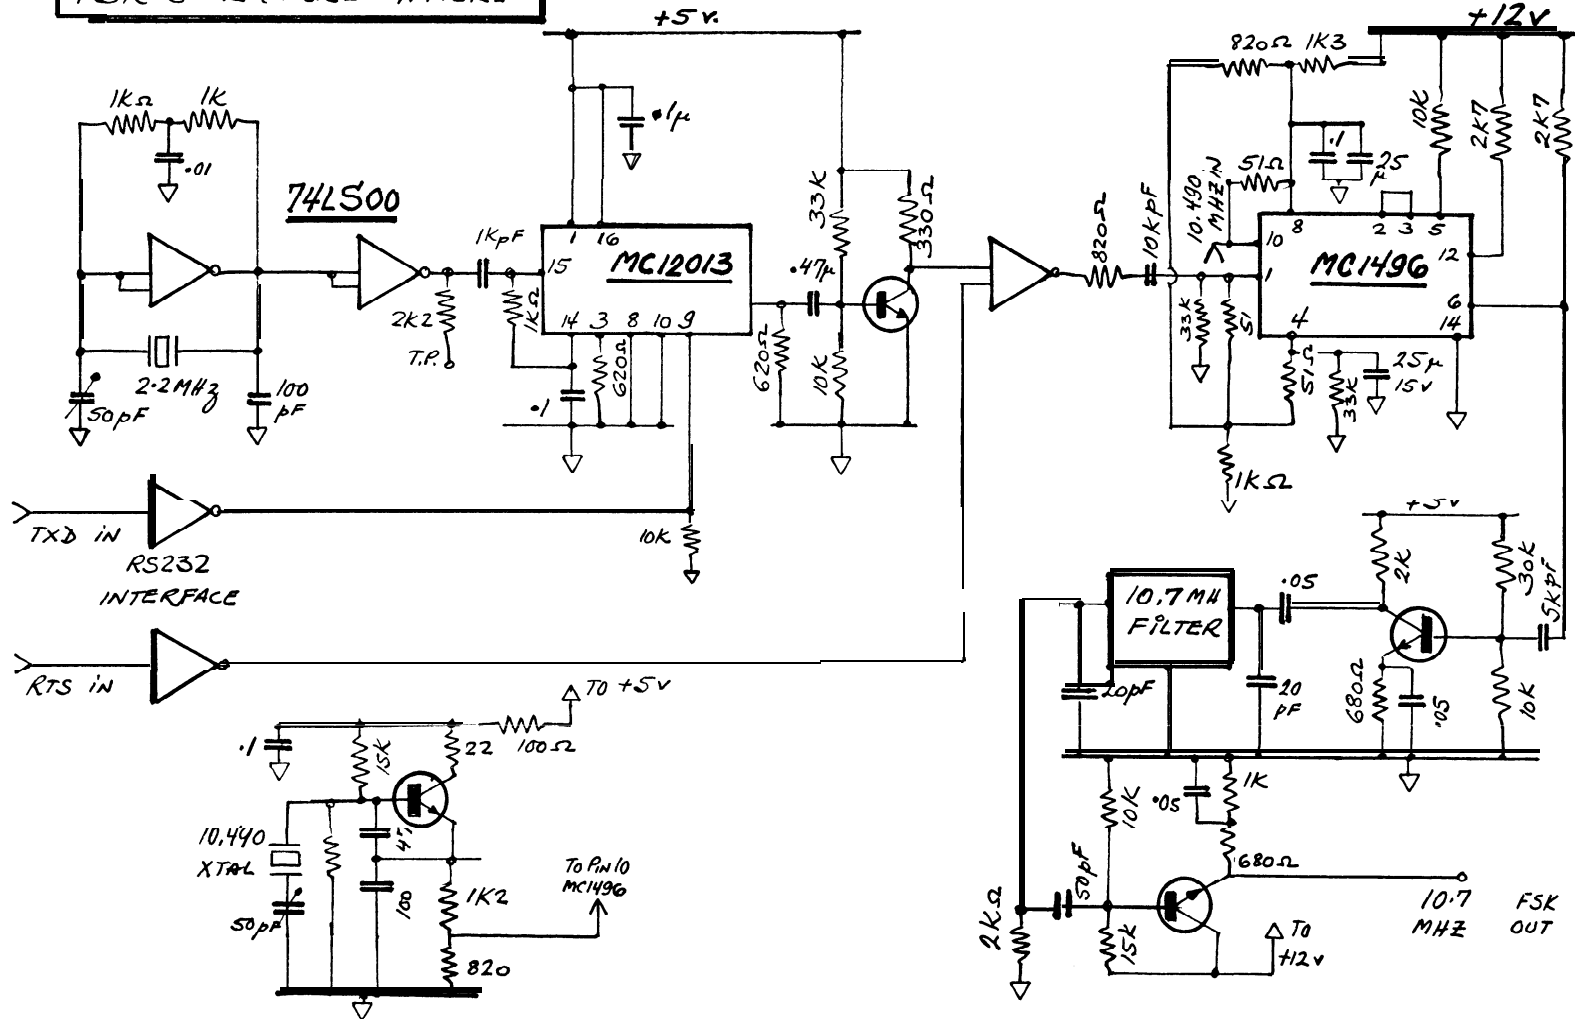 +5v.
+12v
820Ω 1K3
1KΩ 1K
.01
.1µ
74LS00
1KpF
1 16
15
MC12013
14 3 8 10 9
2K2
T.P.
1KΩ
620Ω
.1
2.2MHz
50pF
100
pF
33K
330Ω
.47µ
620Ω
10K
820Ω
10KpF
10.490
MHZ IN
51Ω
.1
25
µ
10K
2K7
2K7
10 8 2 3 5
12
MC1496
1
6
4 14
33K
51
51Ω
33K
25µ
15v
1KΩ
TXD IN
RS232
INTERFACE
10K
RTS IN
+5v
2K
30K
5KpF
10.7MH
FILTER
.05
20pF
20
pF
680Ω
.05
10K
TO +5v
100Ω
.1
15K
22
10.490
XTAL
50pF
100
1K2
820
TO PIN 10
MC1496
10K
.05
1K
680Ω
50pF
2KΩ
15K
TO
+12v
10.7 FSK
MHZ OUT